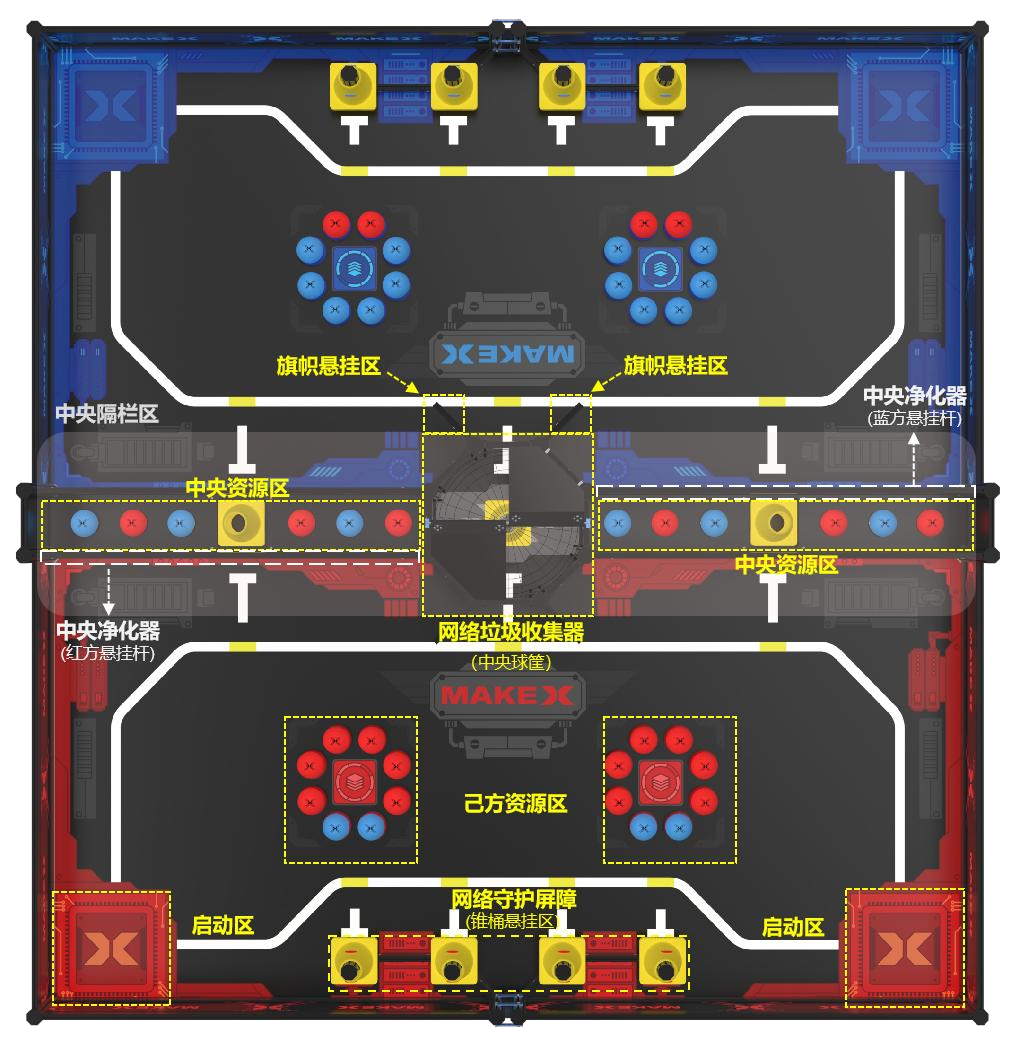 MAKEX
MAKEX
旗帜悬挂区
旗帜悬挂区
中央隔栏区
中央净化器
(蓝方悬挂杆)
中央资源区
中央资源区
中央净化器
(红方悬挂杆)
网络垃圾收集器
(中央球筐)
MAKEX
己方资源区
网络守护屏障
(锥桶悬挂区)
启动区
启动区